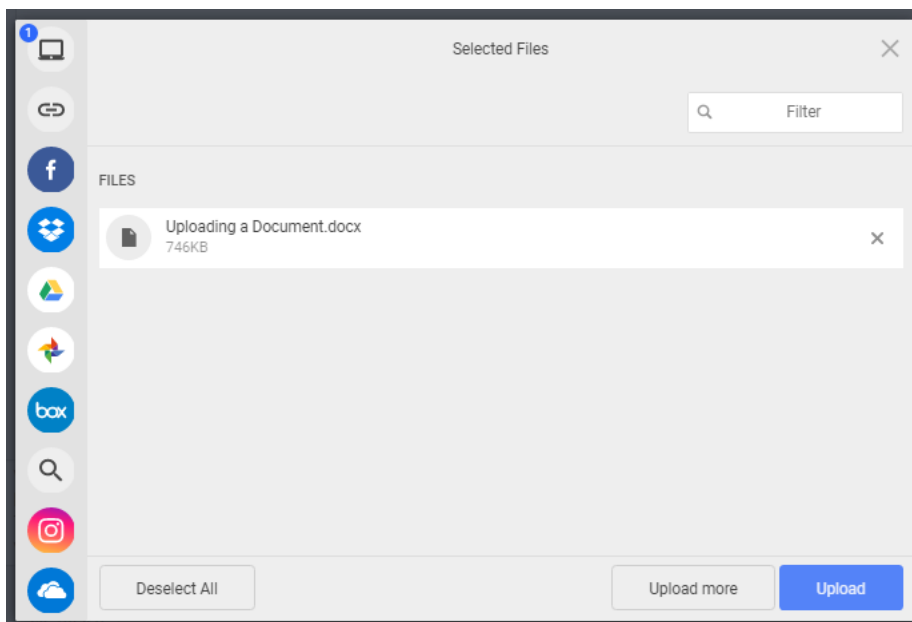 1
Selected Files
Filter
f
FILES
Uploading a Document.docx
746KB
box
Deselect All
Upload more
Upload